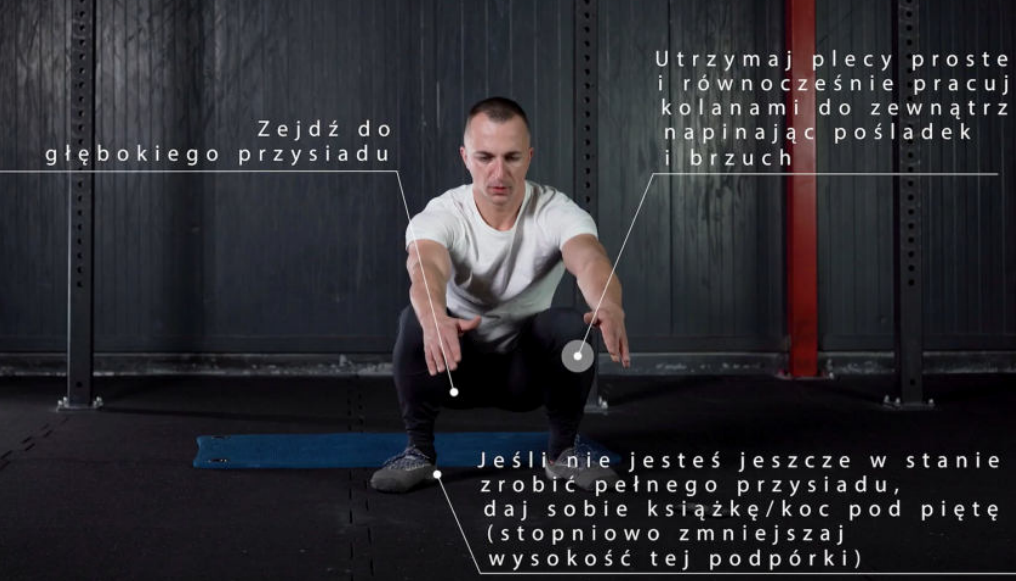 Zejdź do
głębokiego przysiadu
Utrzymaj plecy proste
i równocześnie pracuj
kolanami do zewnątrz
napinając pośladek
i brzuch
Jeśli nie jesteś jeszcze w stanie
zrobić pełnego przysiadu,
daj sobie książkę/koc pod piętę
(stopniowo zmniejszaj
wysokość tej podpórki)